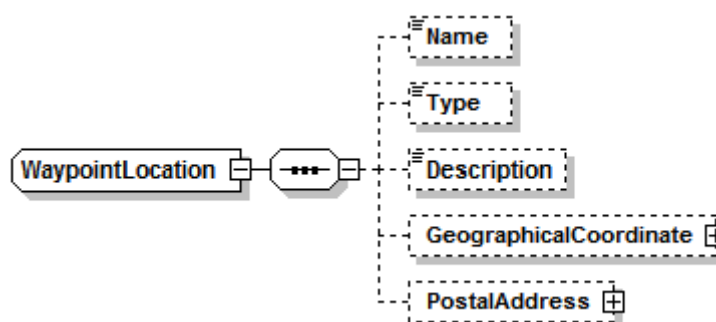 Name
Type
WaypointLocation
Description
GeographicalCoordinate
PostalAddress